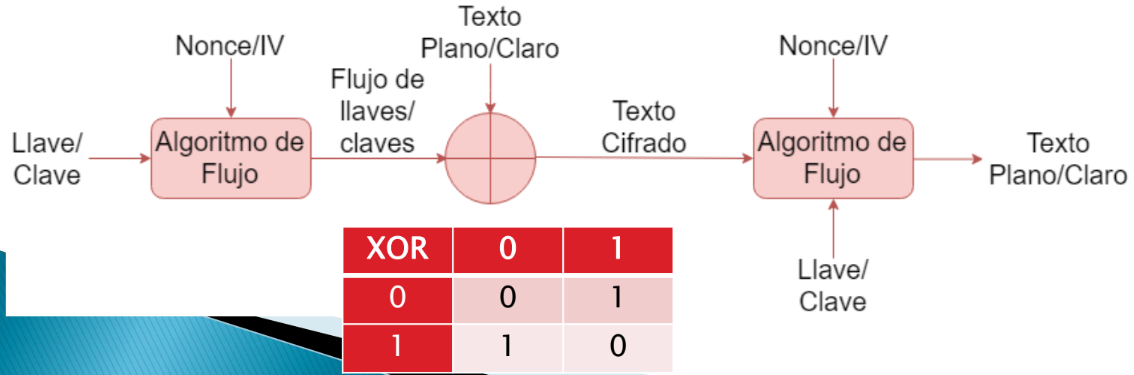 Texto
Plano/Claro
Nonce/IV
Nonce/IV
Flujo de
llaves/
claves
Texto
Cifrado
Llave/
Clave
Algoritmo de
Flujo
Algoritmo de
Flujo
Texto
Plano/Claro
Llave/
Clave
XOR 0 1
0 0 1
1 1 0